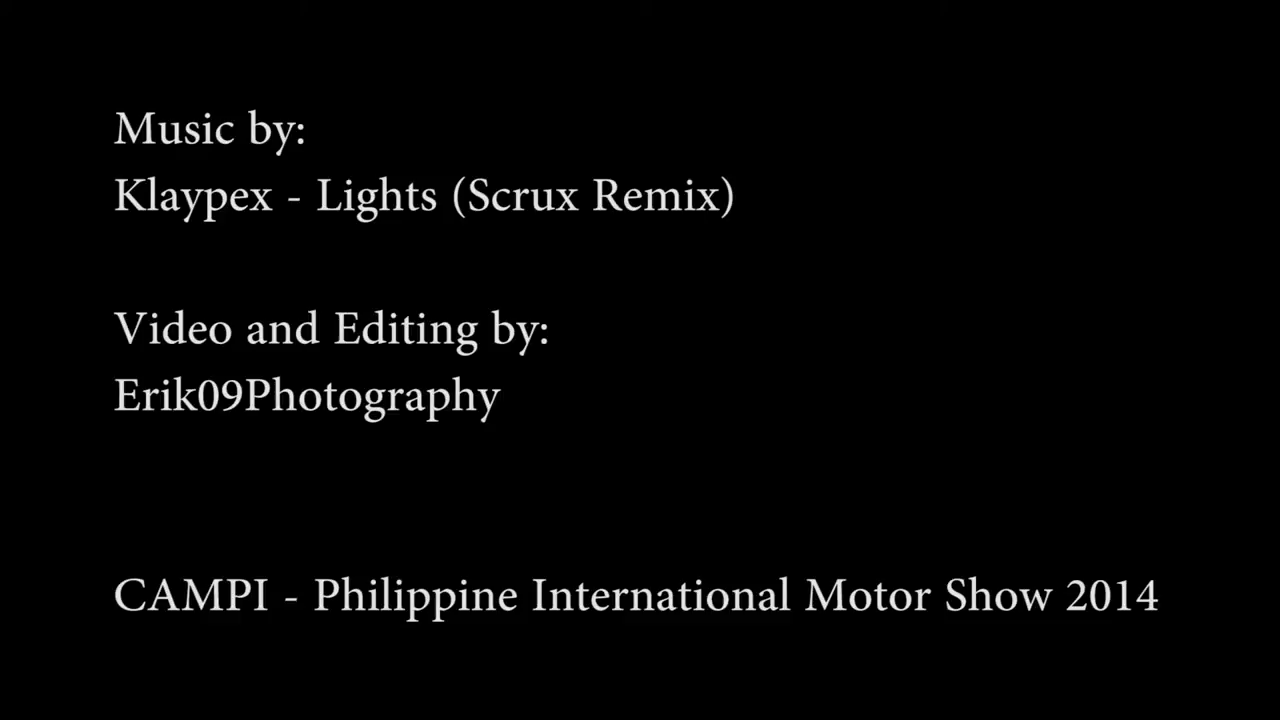 Music by:
Klaypex - Lights (Scrux Remix)
Video and Editing by:
Erik09Photography
CAMPI - Philippine International Motor Show 2014